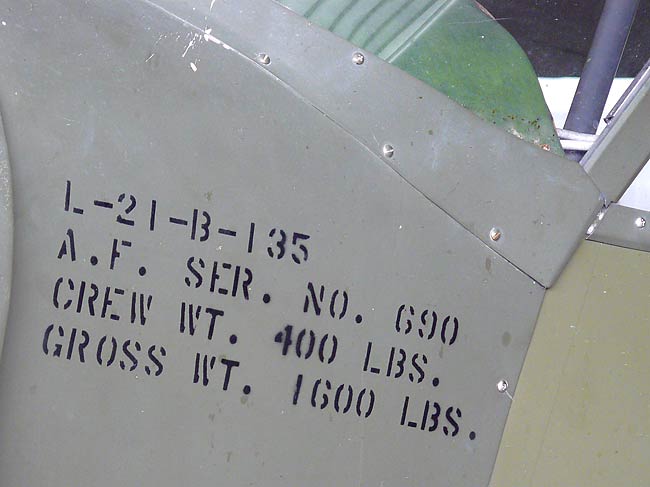 L-21-B-135
A.F. SER. NO. 690
CREW WT. 400 LBS.
GROSS WT. 1600 LBS.